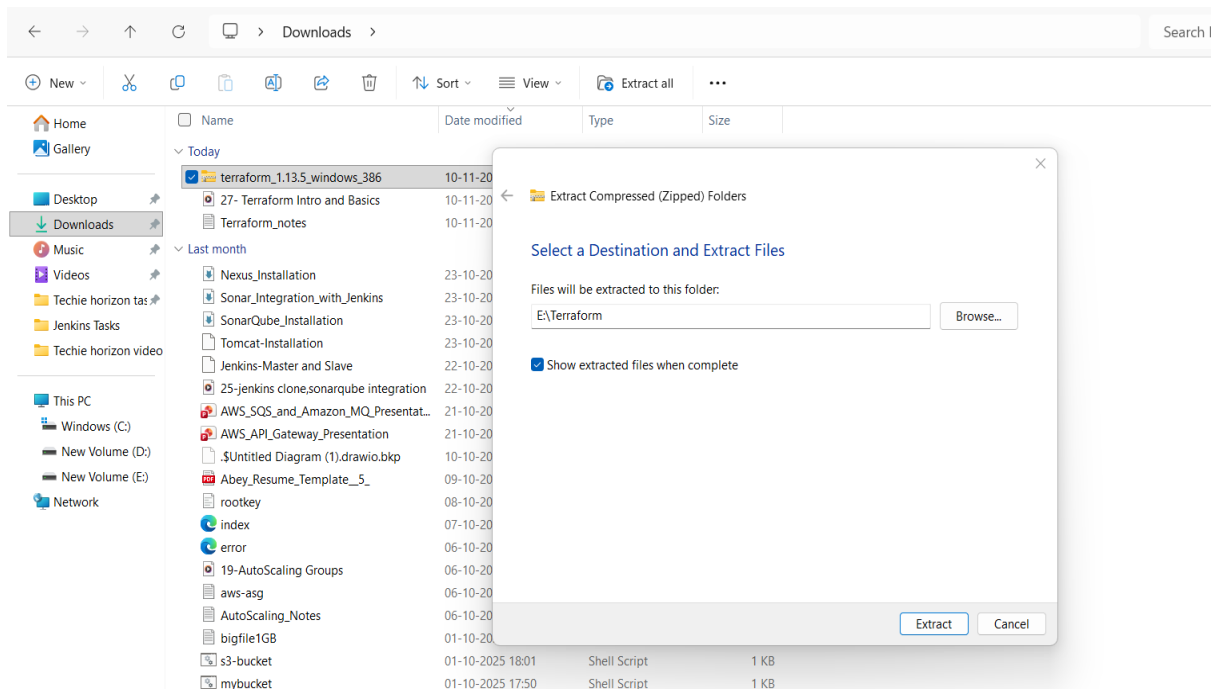 Downloads
Search
New
Sort
View
Extract all
Home
Gallery
Desktop
Downloads
Music
Videos
Techie horizon tas
Jenkins Tasks
Techie horizon video
This PC
Windows (C:)
New Volume (D:)
New Volume (E:)
Network
Name Date modified Type Size
Today
terraform_1.13.5_windows_386 10-11-20
27- Terraform Intro and Basics 10-11-20
Terraform_notes 10-11-20
Last month
Nexus_Installation 23-10-20
Sonar_Integration_with_Jenkins 23-10-20
SonarQube_Installation 23-10-20
Tomcat-Installation 23-10-20
Jenkins-Master and Slave 22-10-20
25-jenkins clone,sonarqube integration 22-10-20
AWS_SQS_and_Amazon_MQ_Presentat... 21-10-20
AWS_API_Gateway_Presentation 21-10-20
.$Untitled Diagram (1).drawio.bkp 10-10-20
Abey_Resume_Template__5_ 09-10-20
rootkey 08-10-20
index 07-10-20
error 06-10-20
19-AutoScaling Groups 06-10-20
aws-asg 06-10-20
AutoScaling_Notes 06-10-20
bigfile1GB 01-10-20
s3-bucket 01-10-2025 18:01 Shell Script 1 KB
mybucket 01-10-2025 17:50 Shell Script 1 KB
Extract Compressed (Zipped) Folders
Select a Destination and Extract Files
Files will be extracted to this folder:
E:\Terraform
Browse...
Show extracted files when complete
Extract Cancel